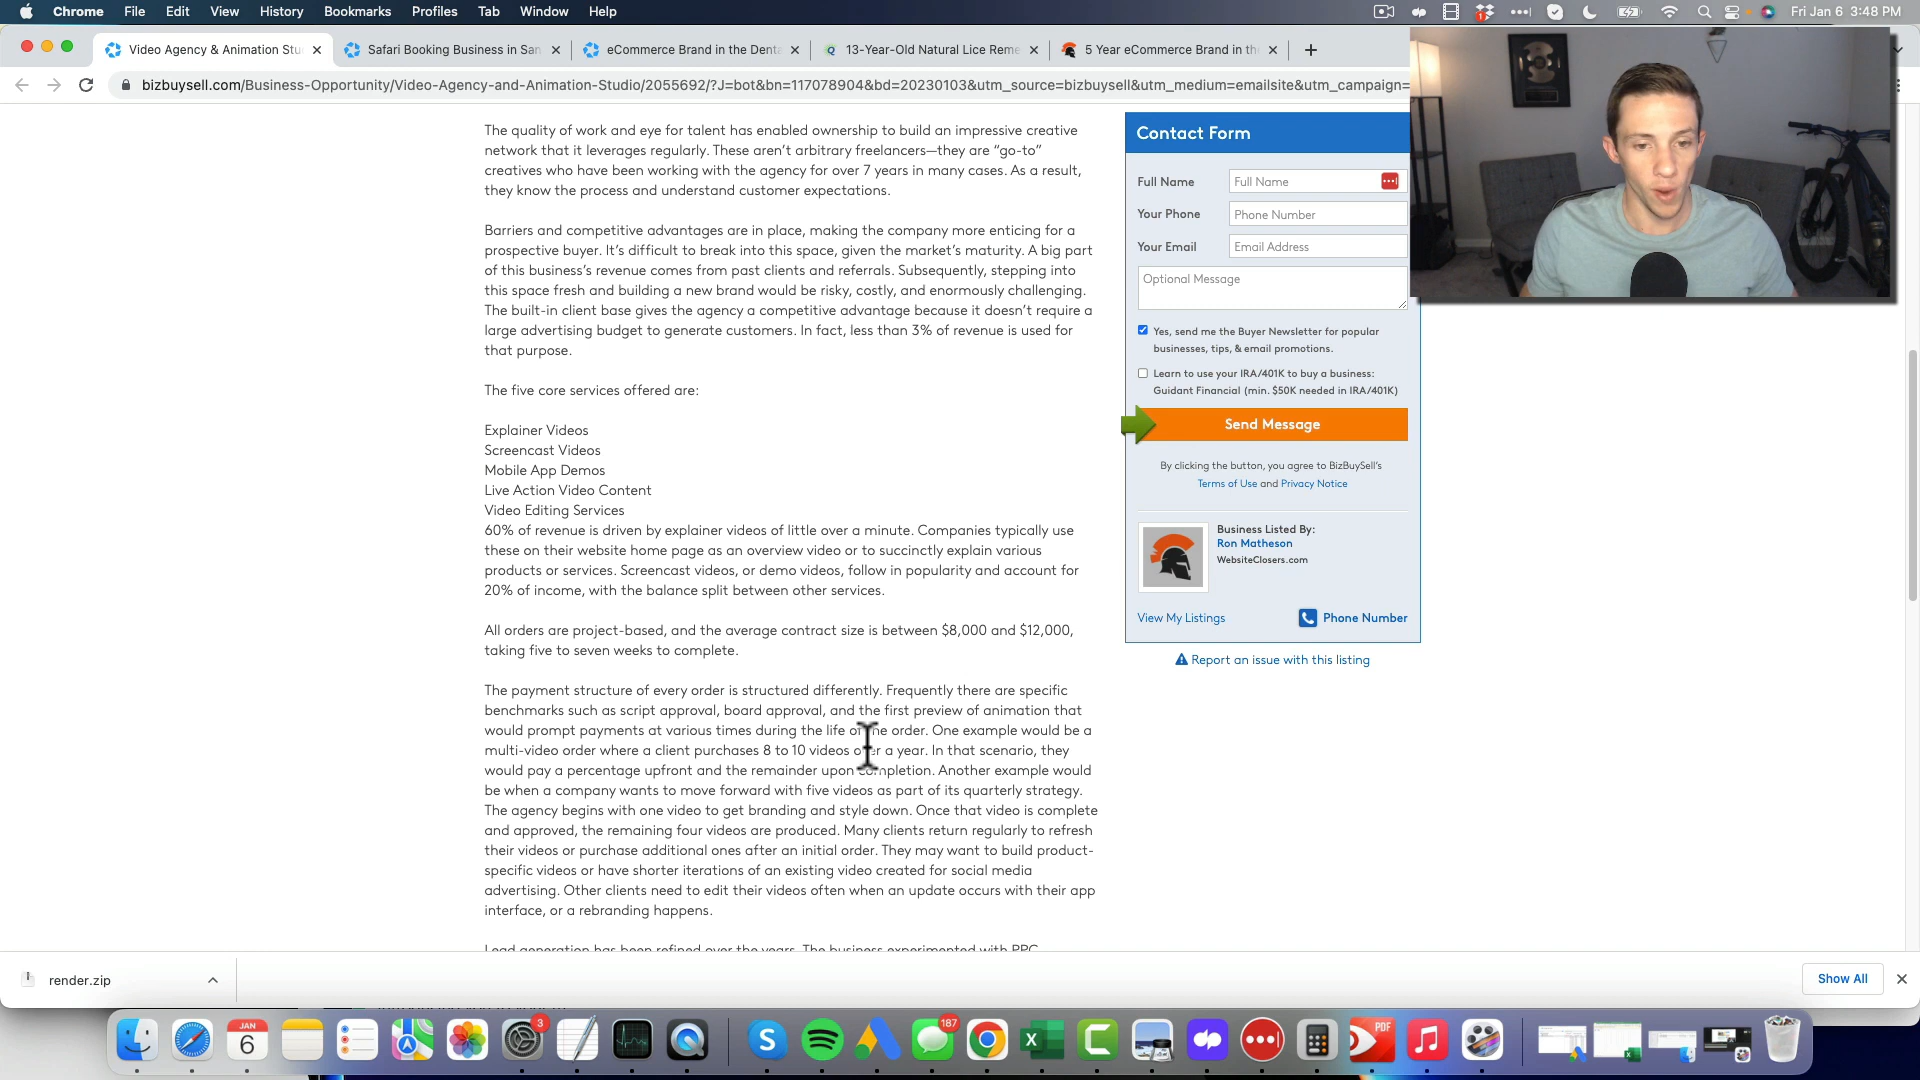 Chrome File Edit View History Bookmarks Profiles Tab Window Help
Fri Jan 6 3:48 PM
Video Agency & Animation Stu
Safari Booking Business in San
eCommerce Brand in the Denta
13-Year-Old Natural Lice Reme
5 Year eCommerce Brand in th
bizbuysell.com/Business-Opportunity/Video-Agency-and-Animation-Studio/2055692/?J=bot&bn=117078904&bd=20230103&utm_source=bizbuysell&utm_medium=emailsite&utm_campaign=
The quality of work and eye for talent has enabled ownership to build an impressive creative
network that it leverages regularly. These aren't arbitrary freelancers—they are "go-to"
creatives who have been working with the agency for over 7 years in many cases. As a result,
they know the process and understand customer expectations.
Barriers and competitive advantages are in place, making the company more enticing for a
prospective buyer. It's difficult to break into this space, given the market's maturity. A big part
of this business's revenue comes from past clients and referrals. Subsequently, stepping into
this space fresh and building a new brand would be risky, costly, and enormously challenging.
The built-in client base gives the agency a competitive advantage because it doesn't require a
large advertising budget to generate customers. In fact, less than 3% of revenue is used for
that purpose.
The five core services offered are:
Explainer Videos
Screencast Videos
Mobile App Demos
Live Action Video Content
Video Editing Services
60% of revenue is driven by explainer videos of little over a minute. Companies typically use
these on their website home page as an overview video or to succinctly explain various
products or services. Screencast videos, or demo videos, follow in popularity and account for
20% of income, with the balance split between other services.
All orders are project-based, and the average contract size is between $8,000 and $12,000,
taking five to seven weeks to complete.
The payment structure of every order is structured differently. Frequently there are specific
benchmarks such as script approval, board approval, and the first preview of animation that
would prompt payments at various times during the life of the order. One example would be a
multi-video order where a client purchases 8 to 10 videos over a year. In that scenario, they
would pay a percentage upfront and the remainder upon completion. Another example would
be when a company wants to move forward with five videos as part of its quarterly strategy.
The agency begins with one video to get branding and style down. Once that video is complete
and approved, the remaining four videos are produced. Many clients return regularly to refresh
their videos or purchase additional ones after an initial order. They may want to build product-
specific videos or have shorter iterations of an existing video created for social media
advertising. Other clients need to edit their videos often when an update occurs with their app
interface, or a rebranding happens.
Lead generation has been refined over the years. The business experimented with PPC
Contact Form
Full Name Full Name
Your Phone Phone Number
Your Email Email Address
Optional Message
Yes, send me the Buyer Newsletter for popular
businesses, tips, & email promotions.
Learn to use your IRA/401K to buy a business:
Guidant Financial (min. $50K needed in IRA/401K)
Send Message
By clicking the button, you agree to BizBuySell's
Terms of Use and Privacy Notice
Business Listed By:
Ron Matheson
WebsiteClosers.com
View My Listings Phone Number
Report an issue with this listing
render.zip
Show All
JAN
6
3
187
PDF